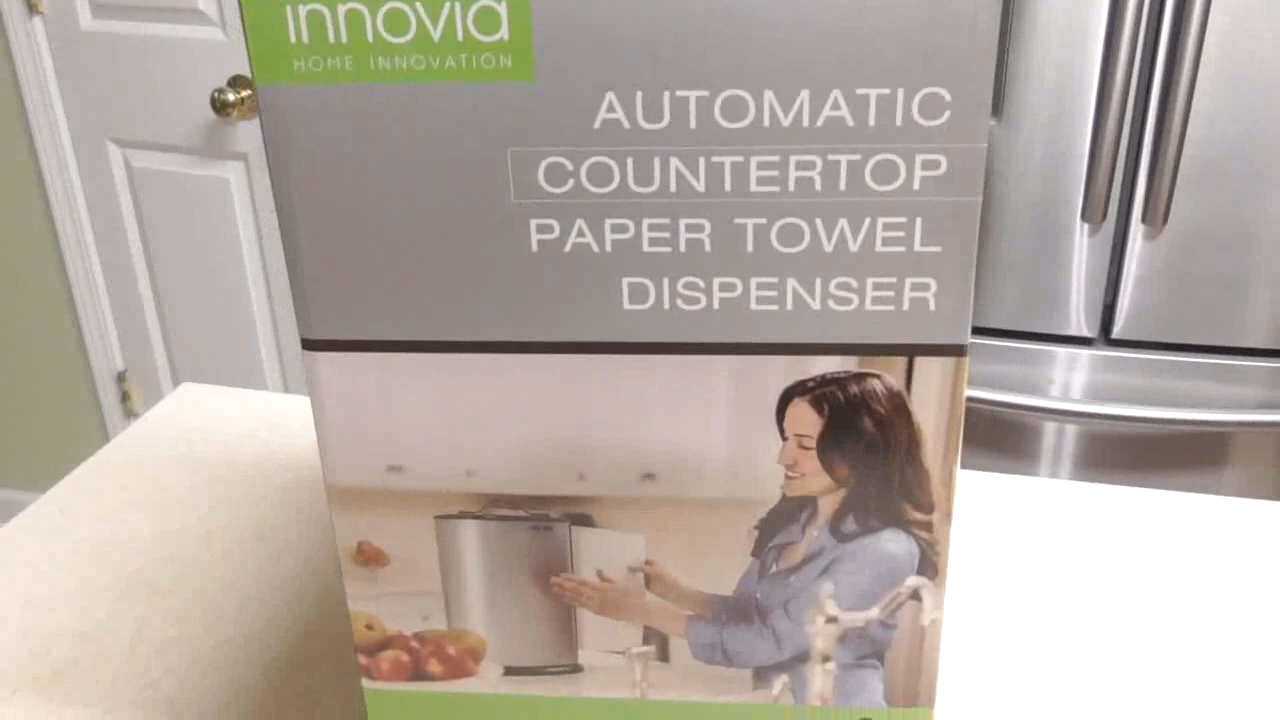 innovia
HOME INNOVATION
AUTOMATIC
COUNTERTOP
PAPER TOWEL
DISPENSER